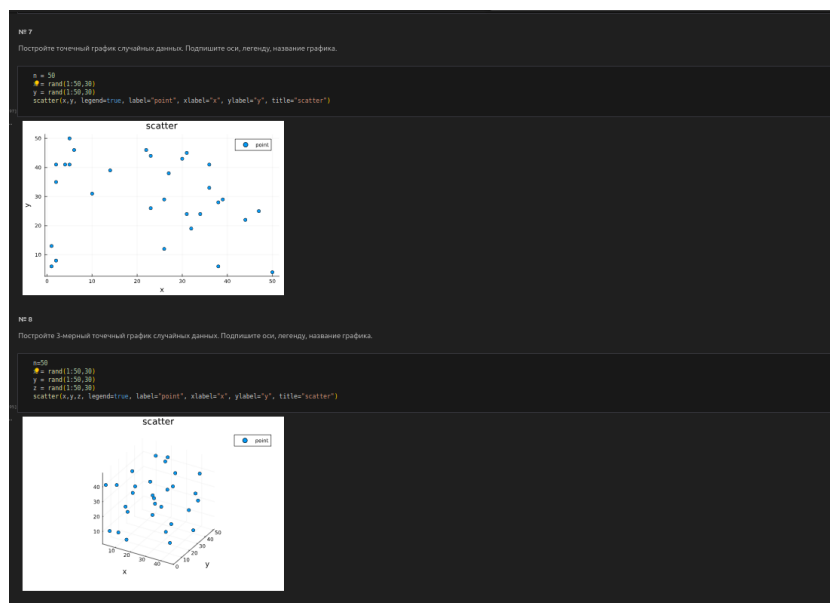 № 7
Постройте точечный график случайных данных. Подпишите оси, легенду, название графика.
n = 50
= rand(1:50,30)
y = rand(1:50,30)
scatter(x,y, legend=true, label="point", xlabel="x", ylabel="y", title="scatter")
scatter
point
50
40
30
20
10
y
0 10 20 30 40 50
x
№ 8
Постройте 3-мерный точечный график случайных данных. Подпишите оси, легенду, название графика.
n=50
= rand(1:50,30)
y = rand(1:50,30)
z = rand(1:50,30)
scatter(x,y,z, legend=true, label="point", xlabel="x", ylabel="y", title="scatter")
scatter
point
40
30
20
10
10 20 30 40
0 10 20 30 40 50
x
y